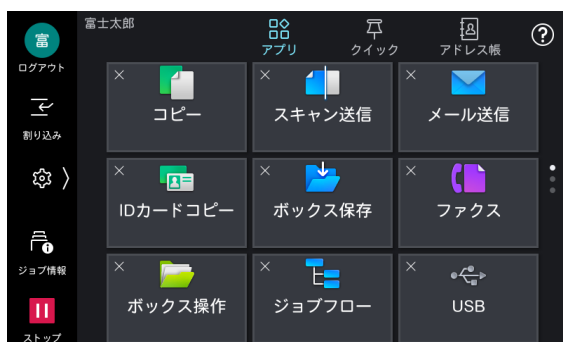 富士太郎
アプリ
クイック
アドレス帳
?
富
ログアウト
割り込み
ジョブ情報
ストップ
コピー
スキャン送信
メール送信
IDカードコピー
ボックス保存
ファクス
ボックス操作
ジョブフロー
USB